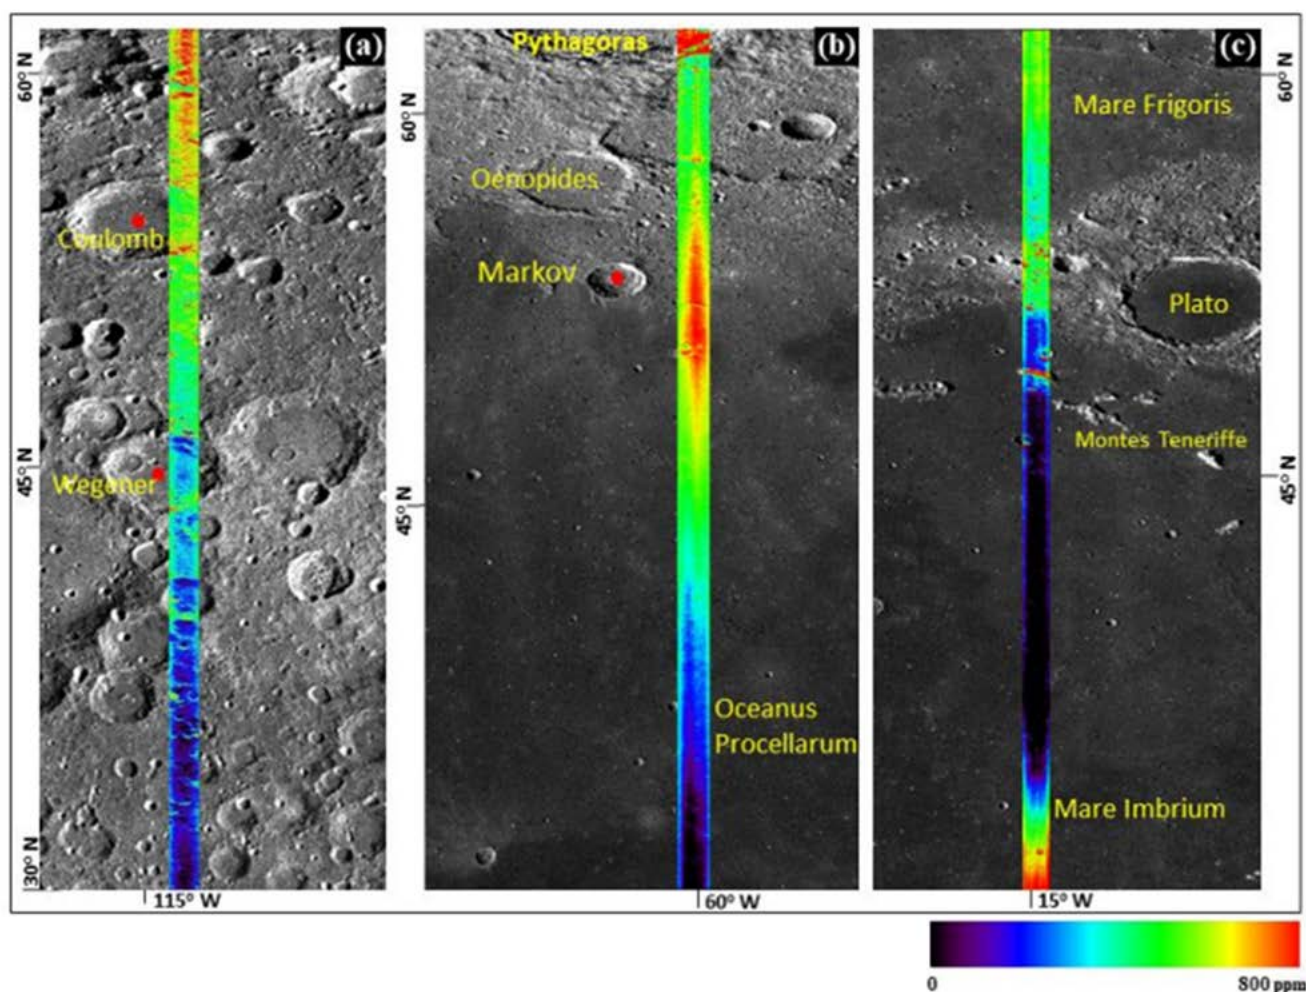 (a)
60° N
Coulomb
45° N
Wegener
30° N
115° W
(b)
Pythagoras
60° N
Oenopides
Markov
45° N
Oceanus
Procellarum
60° W
(c)
60° N
Mare Frigoris
Plato
Montes Teneriffe
45° N
Mare Imbrium
15° W
0
800 ppm